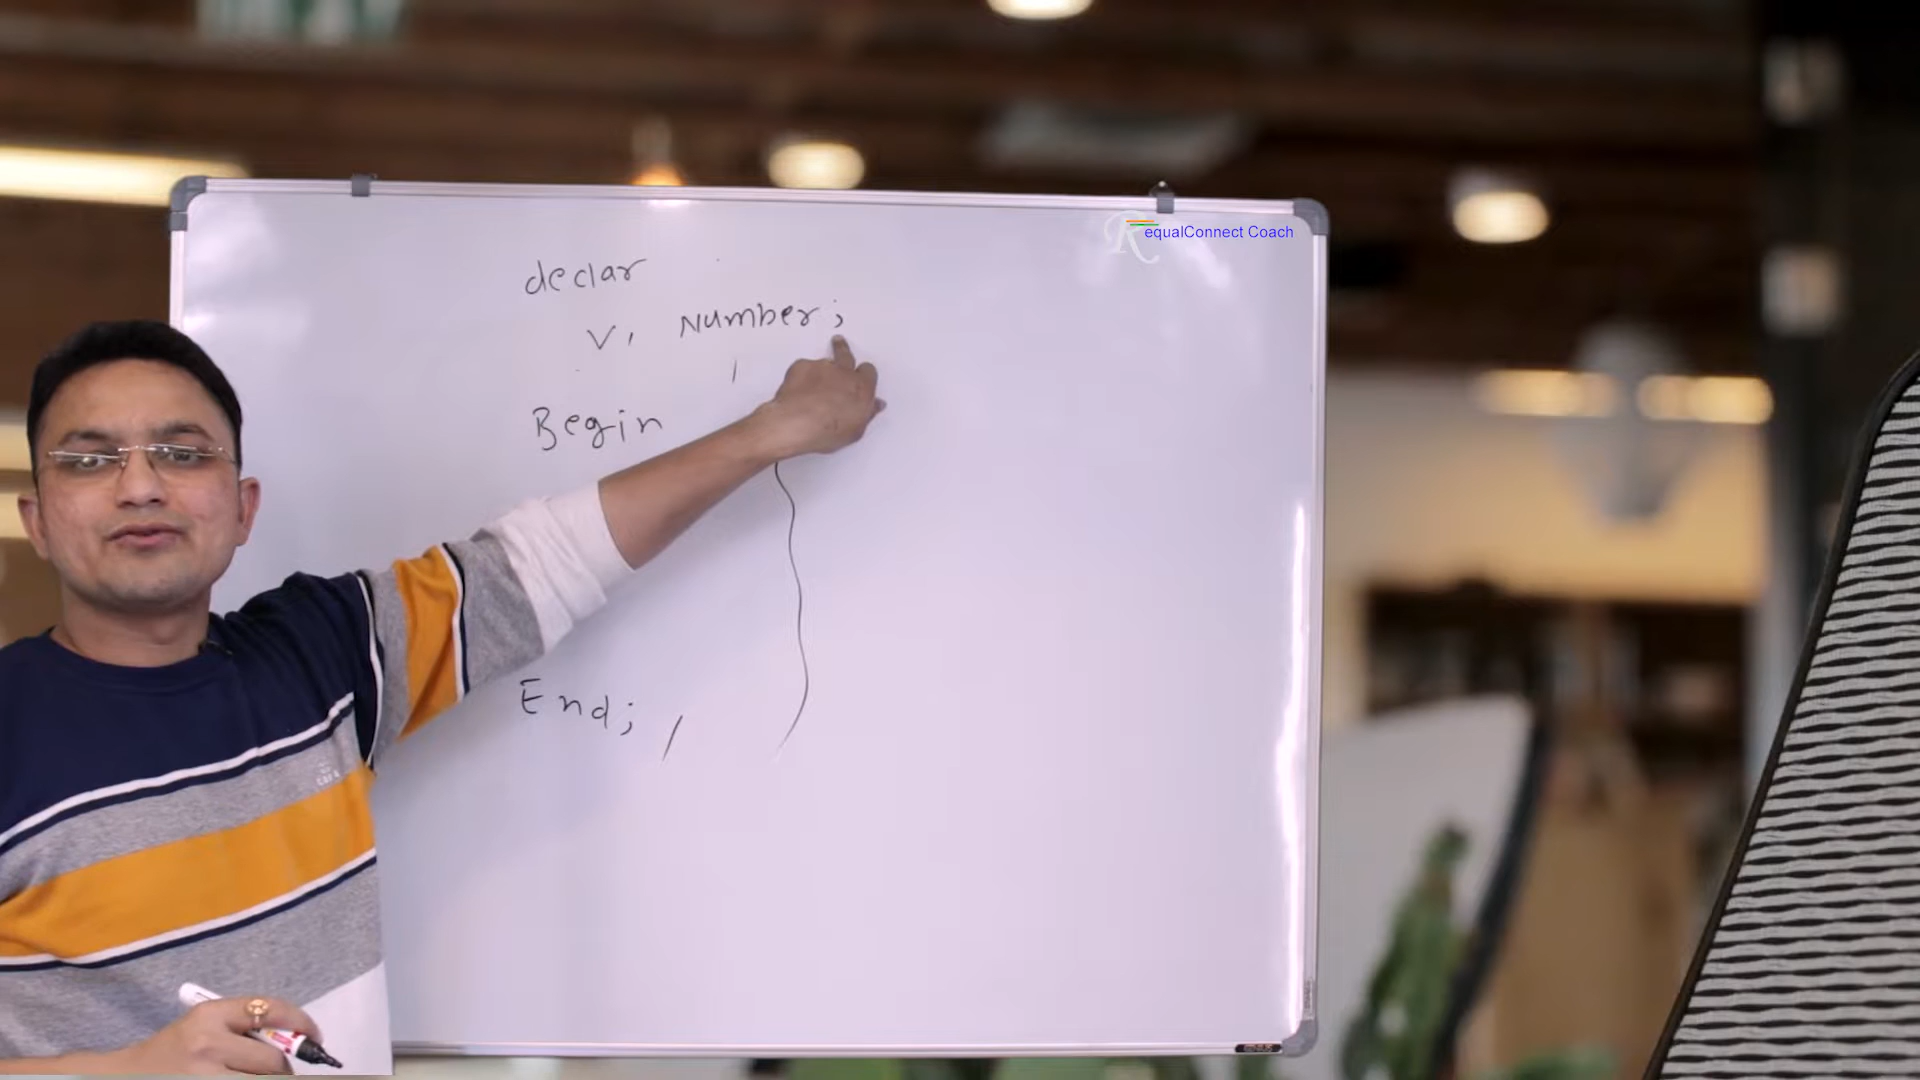 equalConnect Coach
declar
V, Number;
Begin
End; /